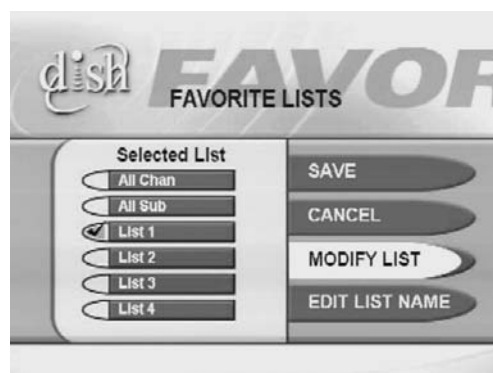 dish
FAVOR
FAVORITE LISTS
Selected List
All Chan
All Sub
List 1
List 2
List 3
List 4
SAVE
CANCEL
MODIFY LIST
EDIT LIST NAME